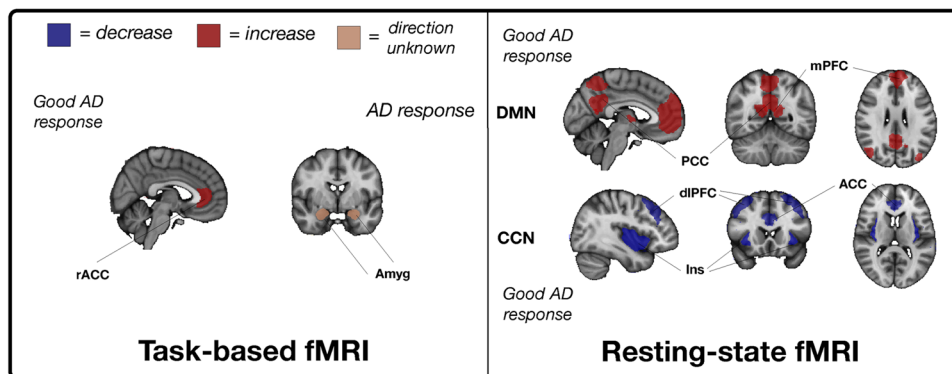 = decrease
= increase
= direction
unknown
Good AD
response
AD response
rACC
Amyg
Task-based fMRI
Good AD
response
mPFC
DMN
PCC
dlPFC
ACC
CCN
Ins
Good AD
response
Resting-state fMRI